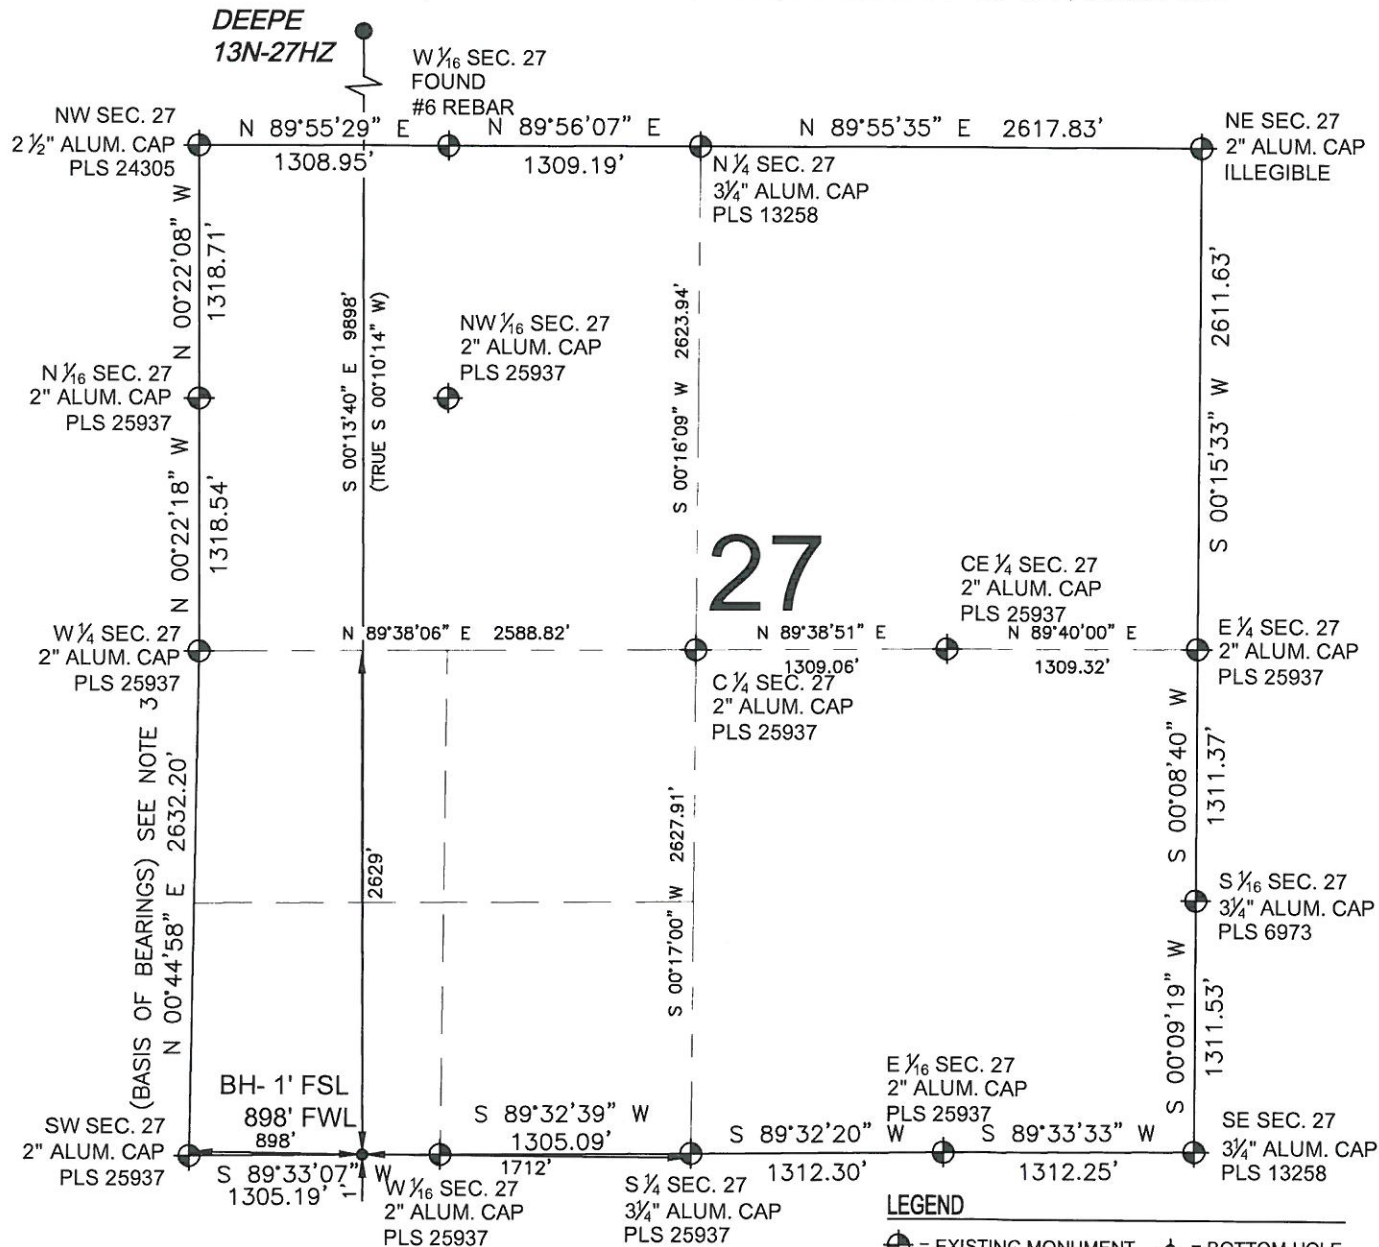 DEEPE
13N-27HZ
W 1/16 SEC. 27
FOUND
#6 REBAR
NW SEC. 27
2 1/2" ALUM. CAP
PLS 24305
N 89°55'29" E
1308.95'
N 89°56'07" E
1309.19'
N 89°55'35" E 2617.83'
NE SEC. 27
2" ALUM. CAP
ILLEGIBLE
N 1/4 SEC. 27
3 1/4" ALUM. CAP
PLS 13258
N 00°22'08" W
1318.71'
S 00°13'40" E 9898'
(TRUE S 00°10'14" W)
S 00°16'09" W 2623.94'
S 00°15'33" W 2611.63'
NW 1/16 SEC. 27
2" ALUM. CAP
PLS 25937
N 1/16 SEC. 27
2" ALUM. CAP
PLS 25937
N 00°22'18" W
1318.54'
27
CE 1/4 SEC. 27
2" ALUM. CAP
PLS 25937
W 1/4 SEC. 27
2" ALUM. CAP
PLS 25937
N 89°38'06" E 2588.82'
N 89°38'51" E
1309.06'
N 89°40'00" E
1309.32'
E 1/4 SEC. 27
2" ALUM. CAP
PLS 25937
C 1/4 SEC. 27
2" ALUM. CAP
PLS 25937
(BASIS OF BEARINGS) SEE NOTE 3
N 00°44'58" E 2632.20'
2629'
S 00°17'00" W 2627.91'
S 00°08'40" W
1311.37'
S 1/16 SEC. 27
3 1/4" ALUM. CAP
PLS 6973
S 00°09'19" W
1311.53'
BH- 1' FSL
898' FWL
898'
SW SEC. 27
2" ALUM. CAP
PLS 25937
S 89°33'07" W
1305.19'
1'
S 89°32'39" W
1305.09'
1712'
W 1/16 SEC. 27
2" ALUM. CAP
PLS 25937
S 1/4 SEC. 27
3 1/4" ALUM. CAP
PLS 25937
S 89°32'20" W
1312.30'
E 1/16 SEC. 27
2" ALUM. CAP
PLS 25937
S 89°33'33" W
1312.25'
SE SEC. 27
3 1/4" ALUM. CAP
PLS 13258
LEGEND
= EXISTING MONUMENT
= BOTTOM HOLE